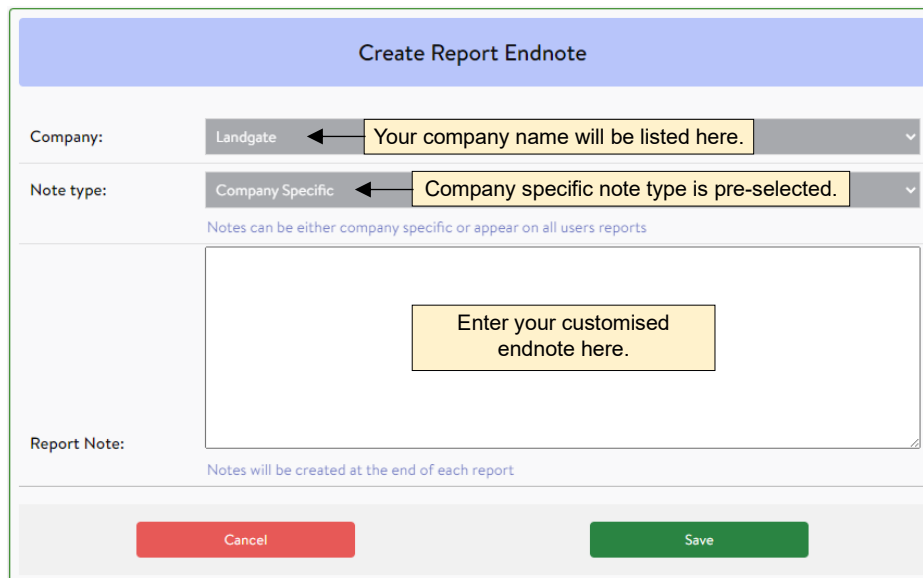 Create Report Endnote
Company:
Landgate
Your company name will be listed here.
Note type:
Company Specific
Company specific note type is pre-selected.
Notes can be either company specific or appear on all users reports
Enter your customised
endnote here.
Report Note:
Notes will be created at the end of each report
Cancel
Save